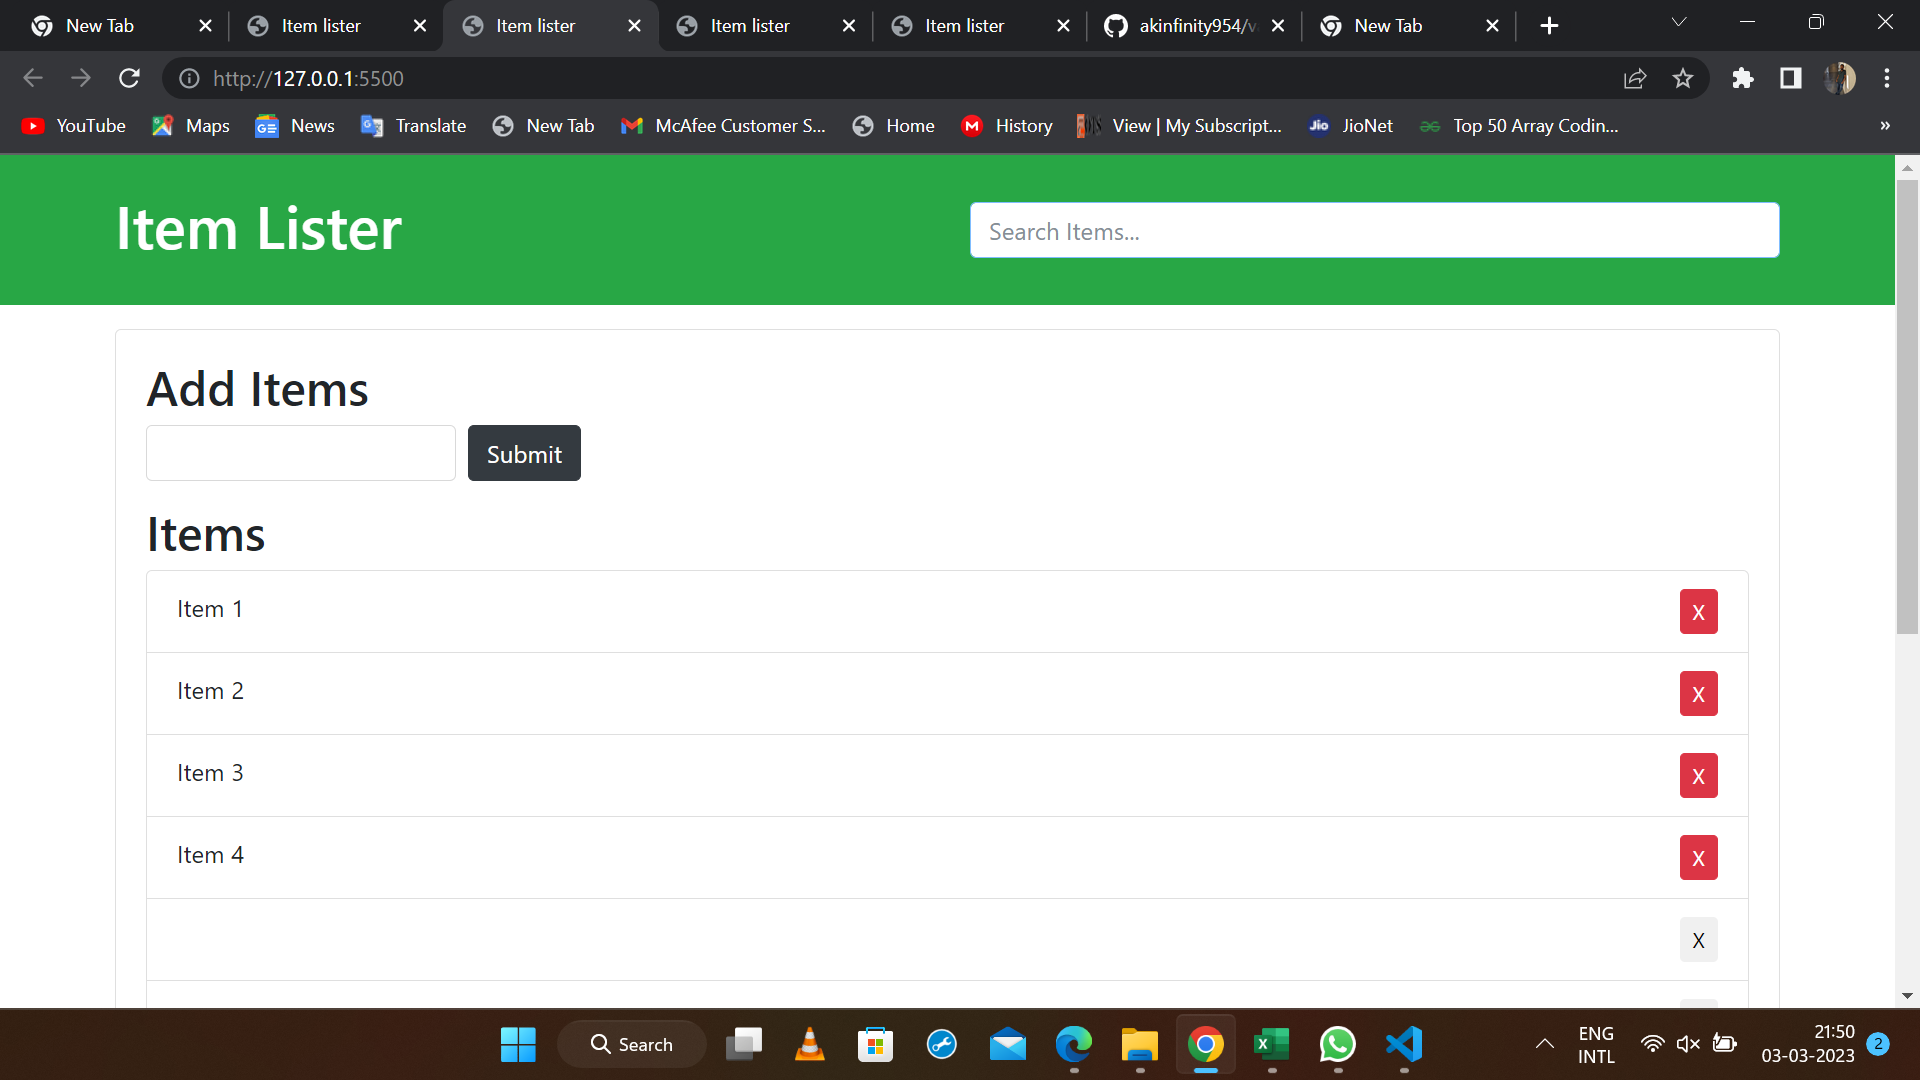 New Tab
Item lister
Item lister
Item lister
Item lister
akinfinity954/v
New Tab
http://127.0.0.1:5500
YouTube
Maps
News
Translate
New Tab
McAfee Customer S...
Home
History
View | My Subscript...
Jio JioNet
Top 50 Array Codin...
»
Item Lister
Search Items...
Add Items
Submit
Items
Item 1
X
Item 2
X
Item 3
X
Item 4
X
X
Search
ENG
INTL
21:50
03-03-2023
2